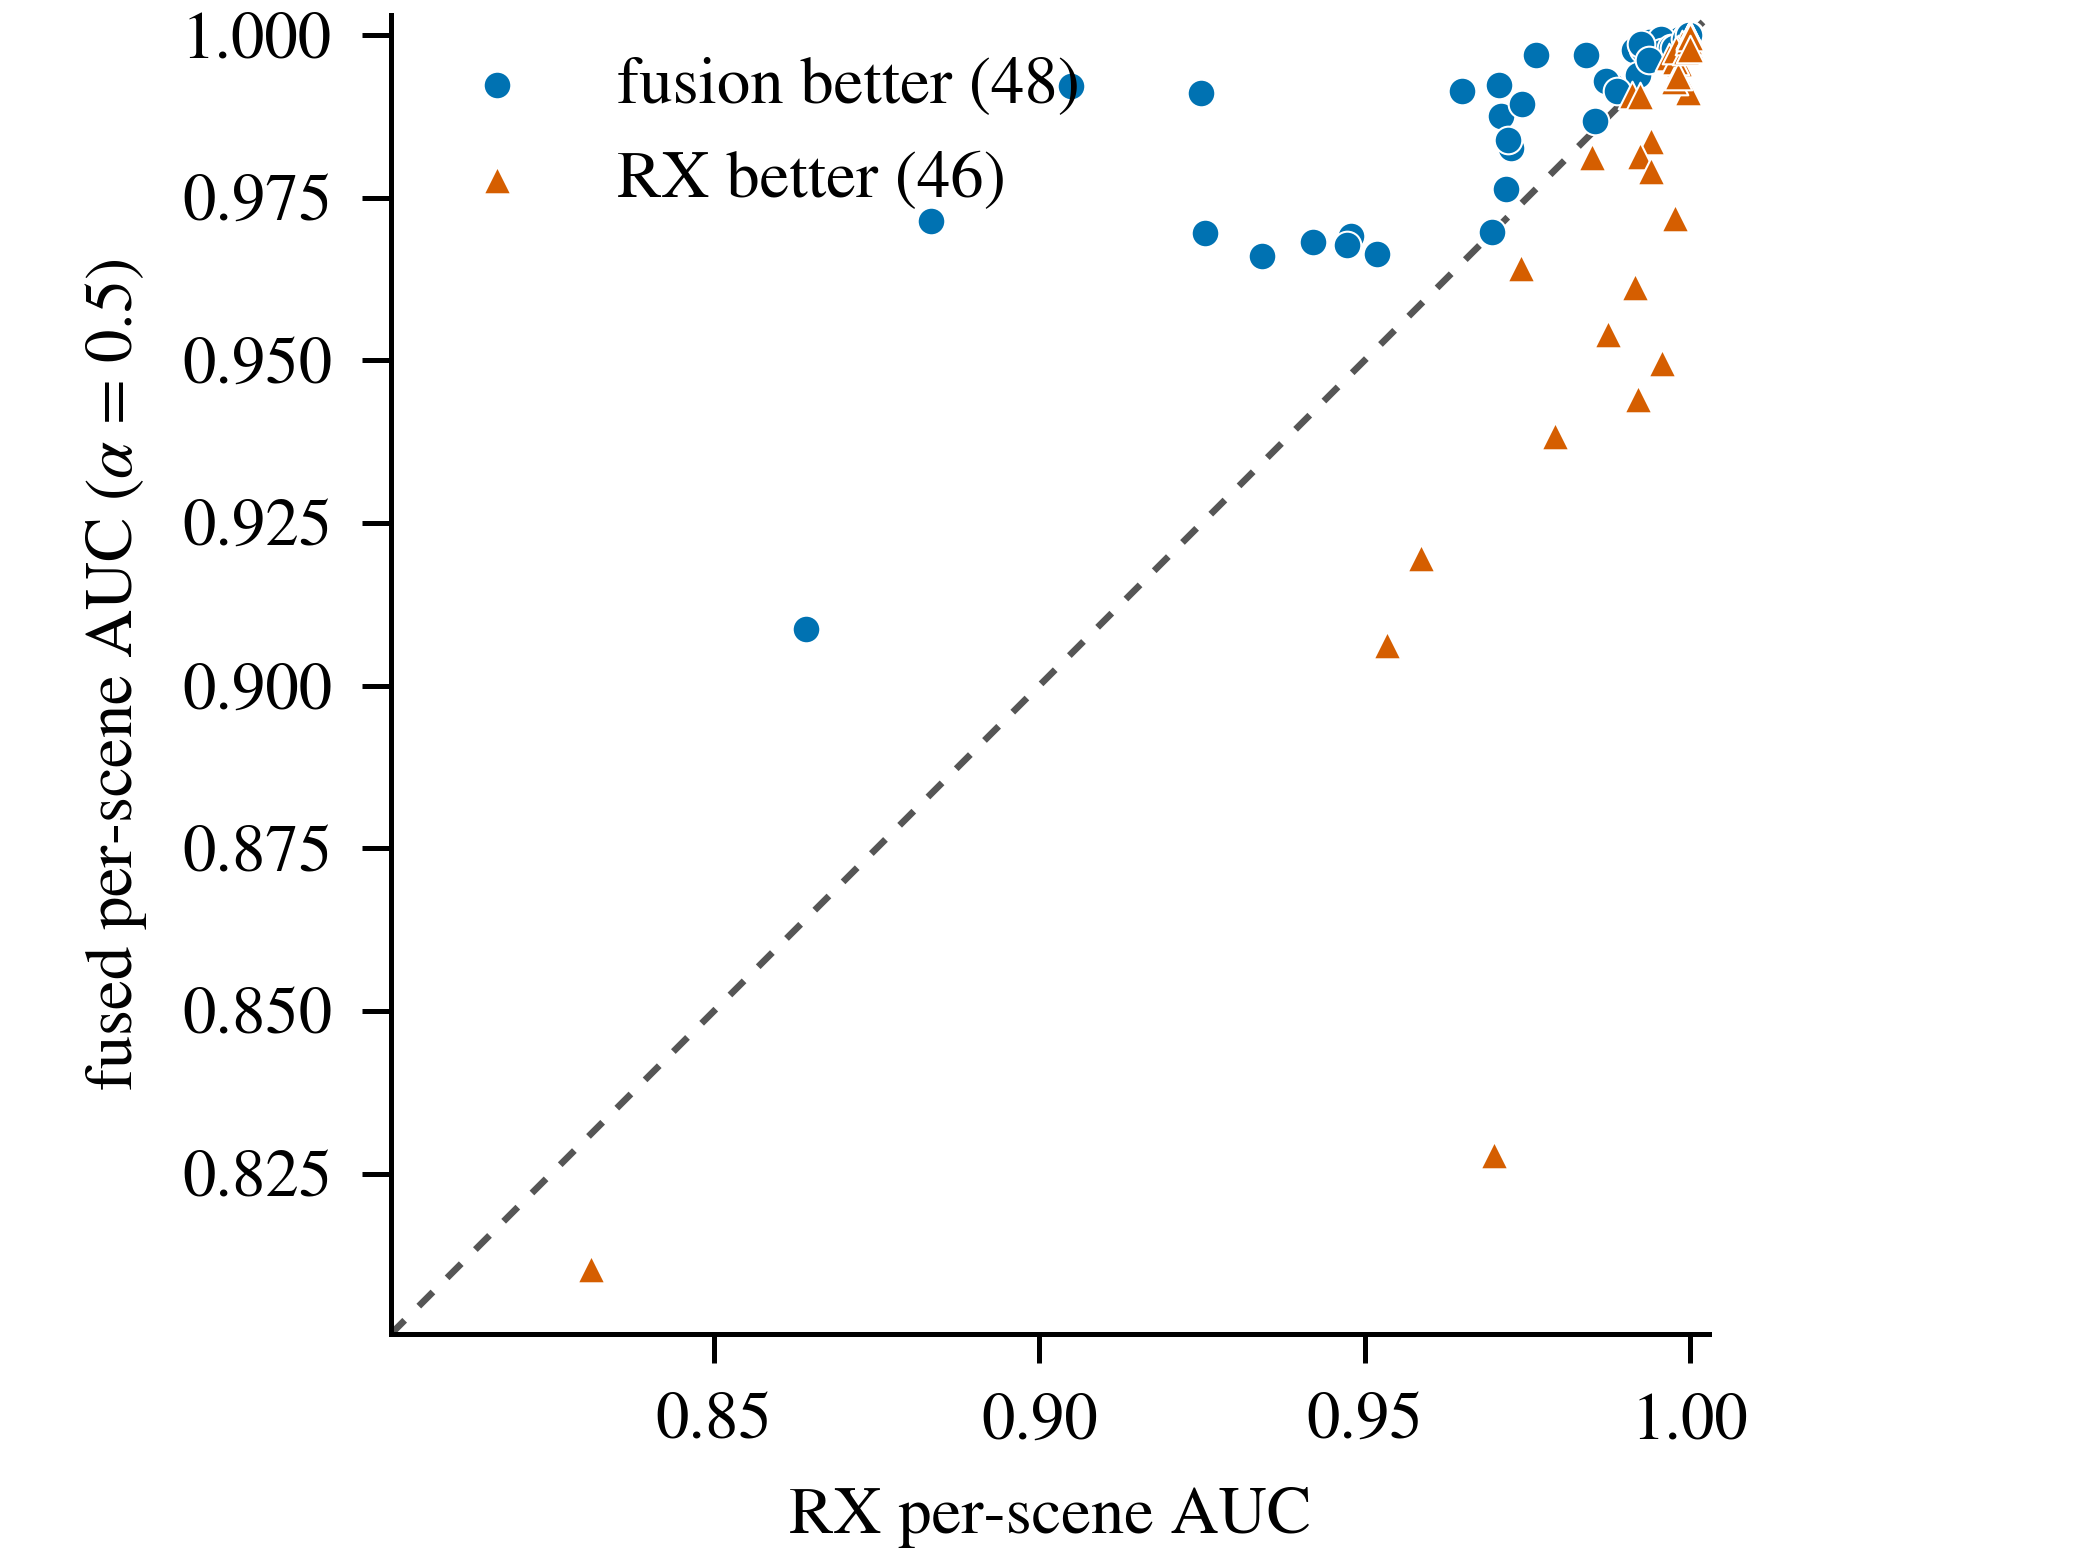 fusion better (48)
RX better (46)
1.000
0.975
0.950
0.925
0.900
0.875
0.850
0.825
fused per-scene AUC (α = 0.5)
0.85 0.90 0.95 1.00
RX per-scene AUC